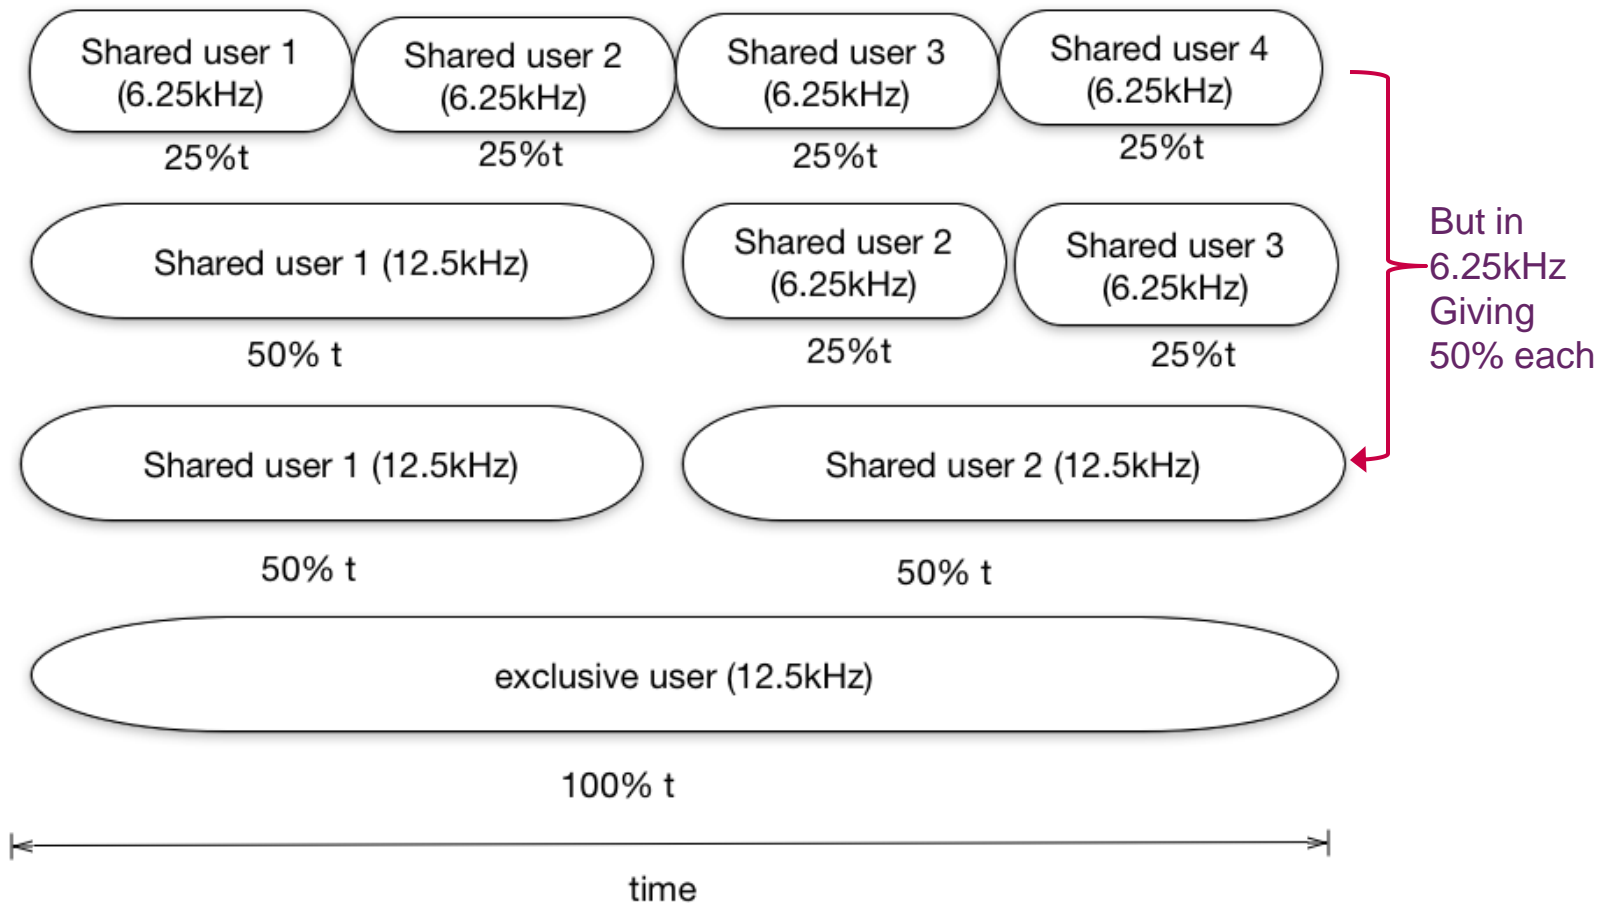 Shared user 1
(6.25kHz)
Shared user 2
(6.25kHz)
Shared user 3
(6.25kHz)
Shared user 4
(6.25kHz)
25%t
25%t
25%t
25%t
Shared user 1 (12.5kHz)
Shared user 2
(6.25kHz)
Shared user 3
(6.25kHz)
50% t
25%t
25%t
But in
6.25kHz
Giving
50% each
Shared user 1 (12.5kHz)
Shared user 2 (12.5kHz)
50% t
50% t
exclusive user (12.5kHz)
100% t
time